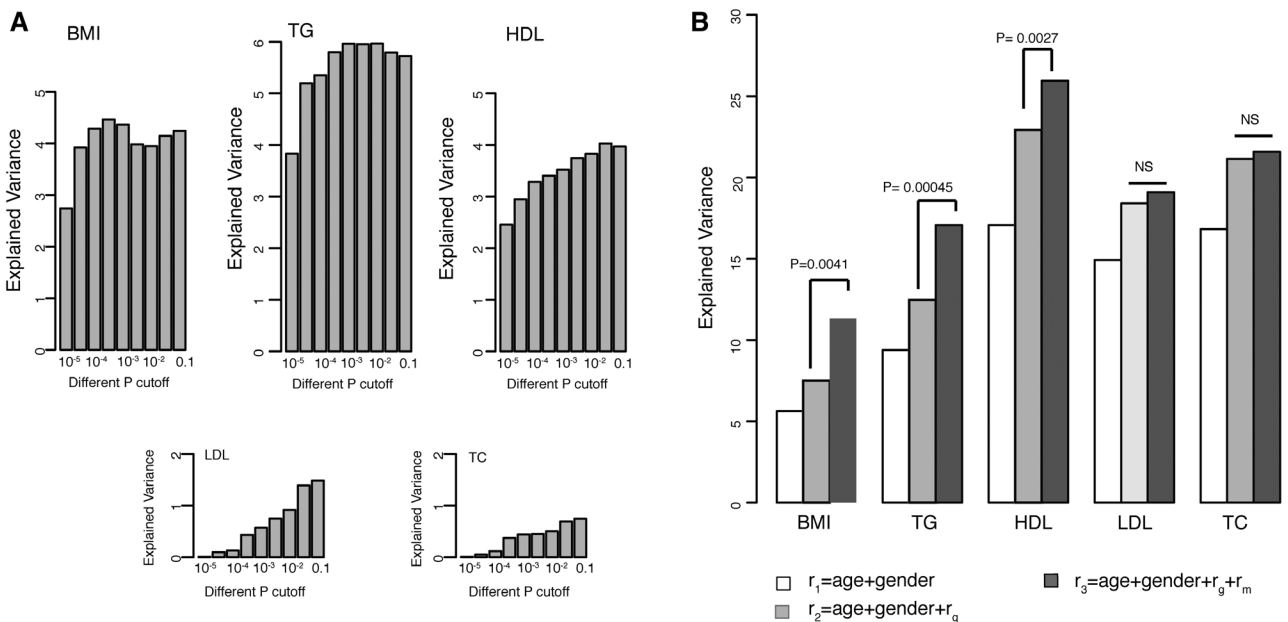 A
BMI
Explained Variance
0 1 2 3 4 5
10-5 10-4 10-3 10-2 0.1
Different P cutoff
TG
Explained Variance
0 1 2 3 4 5 6
10-5 10-4 10-3 10-2 0.1
Different P cutoff
HDL
Explained Variance
0 1 2 3 4 5
10-5 10-4 10-3 10-2 0.1
Different P cutoff
LDL
Explained Variance
0 1 2
10-5 10-4 10-3 10-2 0.1
Different P cutoff
TC
Explained Variance
0 1 2
10-5 10-4 10-3 10-2 0.1
Different P cutoff
B
Explained Variance
0 5 10 15 20 25 30
P=0.0041
P= 0.00045
P= 0.0027
NS
NS
BMI TG HDL LDL TC
r1=age+gender
r2=age+gender+rg
r3=age+gender+rg+rm